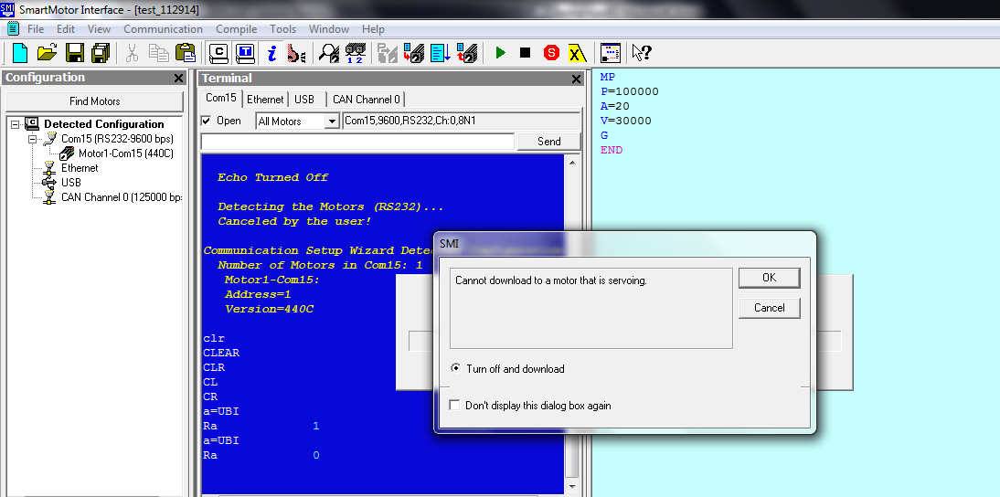 SmartMotor Interface - [test_112914]
File Edit View Communication Compile Tools Window Help
Configuration
Find Motors
Detected Configuration
Com15 (RS232-9600 bps)
Motor1-Com15 (440C)
Ethernet
USB
CAN Channel 0 (125000 bp
Terminal
Com15 Ethernet USB CAN Channel 0
Open All Motors Com15,9600,RS232,Ch:0,8N1
Send
Echo Turned Off
Detecting the Motors (RS232)...
Canceled by the user!
Communication Setup Wizard
Number of Motors in Com15: 1
Motor1-Com15:
Address=1
Version=440C
clr
CLEAR
CLR
CL
CR
a=UBI
Ra 1
a=UBI
Ra 0
MP
P=100000
A=20
V=30000
G
END
SMI
Cannot download to a motor that is servoing.
OK
Cancel
Turn off and download
Don't display this dialog box again